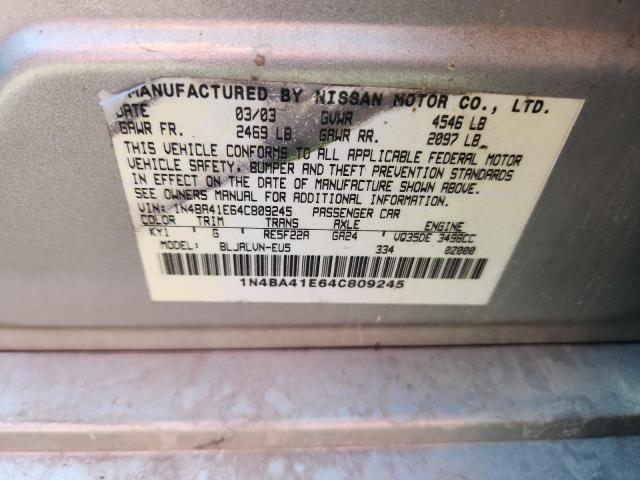 MANUFACTURED BY NISSAN MOTOR CO., LTD.
DATE 03/03 GVWR 4546 LB
GAWR FR. 2469 LB GAWR RR. 2097 LB
THIS VEHICLE CONFORMS TO ALL APPLICABLE FEDERAL MOTOR
VEHICLE SAFETY, BUMPER AND THEFT PREVENTION STANDARDS
IN EFFECT ON THE DATE OF MANUFACTURE SHOWN ABOVE.
SEE OWNERS MANUAL FOR ADDITIONAL INFORMATION.
VIN: 1N4BA41E64C809245 PASSENGER CAR
COLOR TRIM TRANS AXLE ENGINE
KY1 G RE5F22A GA24 VQ35DE 3498CC
MODEL: BLJALVN-EU5 334 0Z000
1N4BA41E64C809245